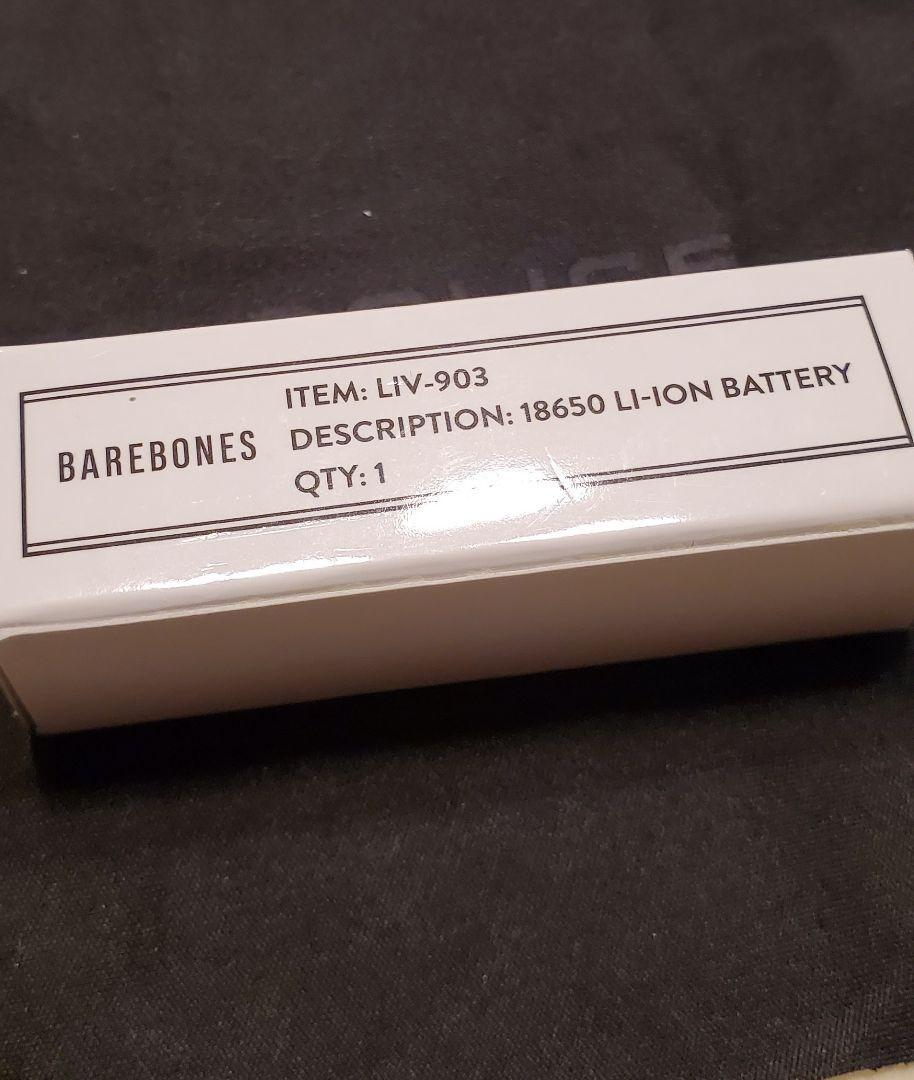 BAREBONES
ITEM: LIV-903
DESCRIPTION: 18650 LI-ION BATTERY
QTY: 1